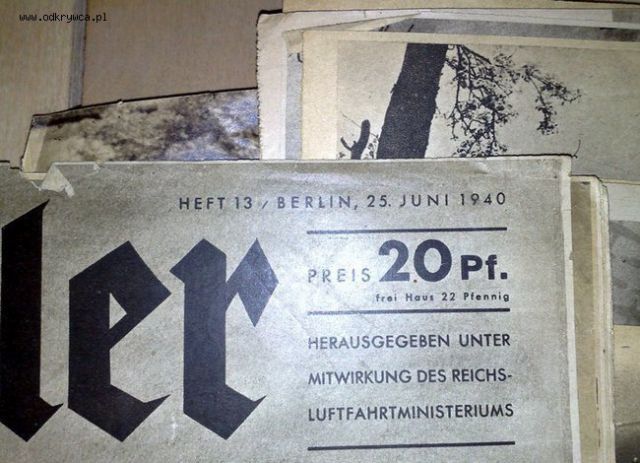 www.odkrywca.pl
HEFT 13 / BERLIN, 25. JUNI 1940
ler
PREIS 20 Pf.
frei Haus 22 Pfennig
HERAUSGEGEBEN UNTER
MITWIRKUNG DES REICHS-
LUFTFAHRTMINISTERIUMS